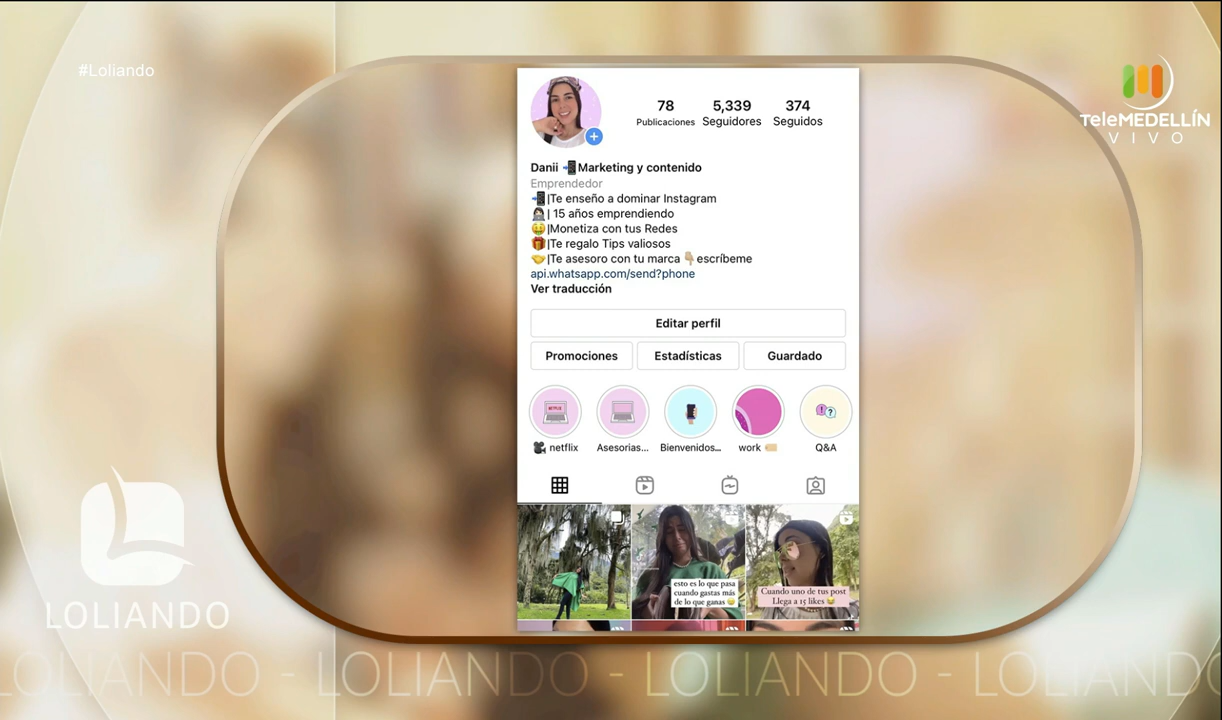 #Loliando
TeleMEDELLÍN
VIVO
78
5,339
374
Publicaciones
Seguidores
Seguidos
Danii 📲Marketing y contenido
Emprendedor
📲|Te enseño a dominar Instagram
👩🏻‍💻| 15 años emprendiendo
🤑|Monetiza con tus Redes
🎁|Te regalo Tips valiosos
🤝|Te asesoro con tu marca 👇🏼escríbeme
api.whatsapp.com/send?phone
Ver traducción
Editar perfil
Promociones
Estadísticas
Guardado
NETFLIX
🎥 netflix
Asesorias...
Bienvenidos...
work 🏷️
Q&A
esto es lo que pasa
cuando gastas más
de lo que ganas 😅
Cuando uno de tus post
Llega a 15 likes 😂
LOLIANDO
LOLIANDO - LOLIANDO - LOLIANDO - LOLIANDO